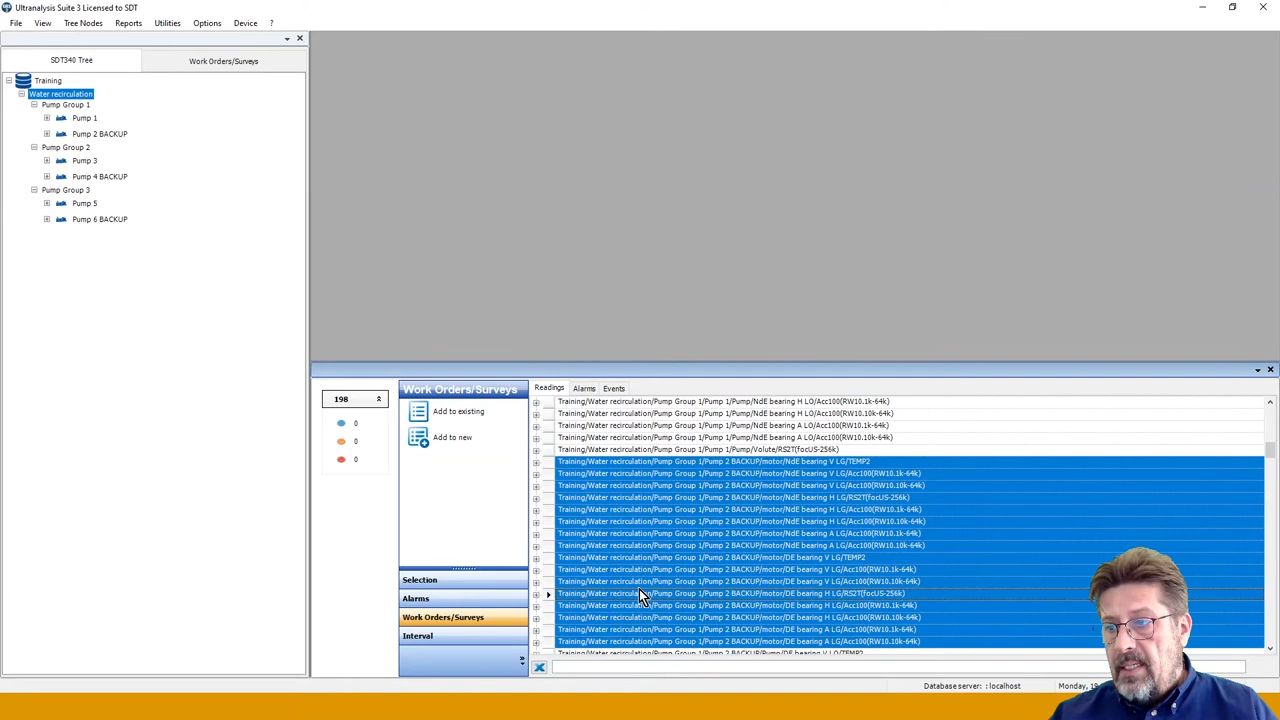 Ultranalysis Suite 3 Licensed to SDT
File View Tree Nodes Reports Utilities Options Device ?
SDT340 Tree
Work Orders/Surveys
Training
Water recirculation
Pump Group 1
Pump 1
Pump 2 BACKUP
Pump Group 2
Pump 3
Pump 4 BACKUP
Pump Group 3
Pump 5
Pump 6 BACKUP
198
0
0
0
Work Orders/Surveys
Add to existing
Add to new
Selection
Alarms
Work Orders/Surveys
Interval
Readings Alarms Events
Training/Water recirculation/Pump Group 1/Pump 1/Pump/NdE bearing H LO/Acc100(RW10.1k-64k)
Training/Water recirculation/Pump Group 1/Pump 1/Pump/NdE bearing H LO/Acc100(RW10.10k-64k)
Training/Water recirculation/Pump Group 1/Pump 1/Pump/NdE bearing A LO/Acc100(RW10.1k-64k)
Training/Water recirculation/Pump Group 1/Pump 1/Pump/NdE bearing A LO/Acc100(RW10.10k-64k)
Training/Water recirculation/Pump Group 1/Pump 1/Pump/Volute/RS2T(focUS-256k)
Training/Water recirculation/Pump Group 1/Pump 2 BACKUP/motor/NdE bearing V LG/TEMP2
Training/Water recirculation/Pump Group 1/Pump 2 BACKUP/motor/NdE bearing V LG/Acc100(RW10.1k-64k)
Training/Water recirculation/Pump Group 1/Pump 2 BACKUP/motor/NdE bearing V LG/Acc100(RW10.10k-64k)
Training/Water recirculation/Pump Group 1/Pump 2 BACKUP/motor/NdE bearing H LG/RS2T(focUS-256k)
Training/Water recirculation/Pump Group 1/Pump 2 BACKUP/motor/NdE bearing H LG/Acc100(RW10.1k-64k)
Training/Water recirculation/Pump Group 1/Pump 2 BACKUP/motor/NdE bearing H LG/Acc100(RW10.10k-64k)
Training/Water recirculation/Pump Group 1/Pump 2 BACKUP/motor/NdE bearing A LG/Acc100(RW10.1k-64k)
Training/Water recirculation/Pump Group 1/Pump 2 BACKUP/motor/NdE bearing A LG/Acc100(RW10.10k-64k)
Training/Water recirculation/Pump Group 1/Pump 2 BACKUP/motor/DE bearing V LG/TEMP2
Training/Water recirculation/Pump Group 1/Pump 2 BACKUP/motor/DE bearing V LG/Acc100(RW10.1k-64k)
Training/Water recirculation/Pump Group 1/Pump 2 BACKUP/motor/DE bearing V LG/Acc100(RW10.10k-64k)
Training/Water recirculation/Pump Group 1/Pump 2 BACKUP/motor/DE bearing H LG/RS2T(focUS-256k)
Training/Water recirculation/Pump Group 1/Pump 2 BACKUP/motor/DE bearing H LG/Acc100(RW10.1k-64k)
Training/Water recirculation/Pump Group 1/Pump 2 BACKUP/motor/DE bearing H LG/Acc100(RW10.10k-64k)
Training/Water recirculation/Pump Group 1/Pump 2 BACKUP/motor/DE bearing A LG/Acc100(RW10.1k-64k)
Training/Water recirculation/Pump Group 1/Pump 2 BACKUP/motor/DE bearing A LG/Acc100(RW10.10k-64k)
Training/Water recirculation/Pump Group 1/Pump 2 BACKUP/Pump/DE bearing V LO/TEMP2
Database server: : localhost
Monday, 19